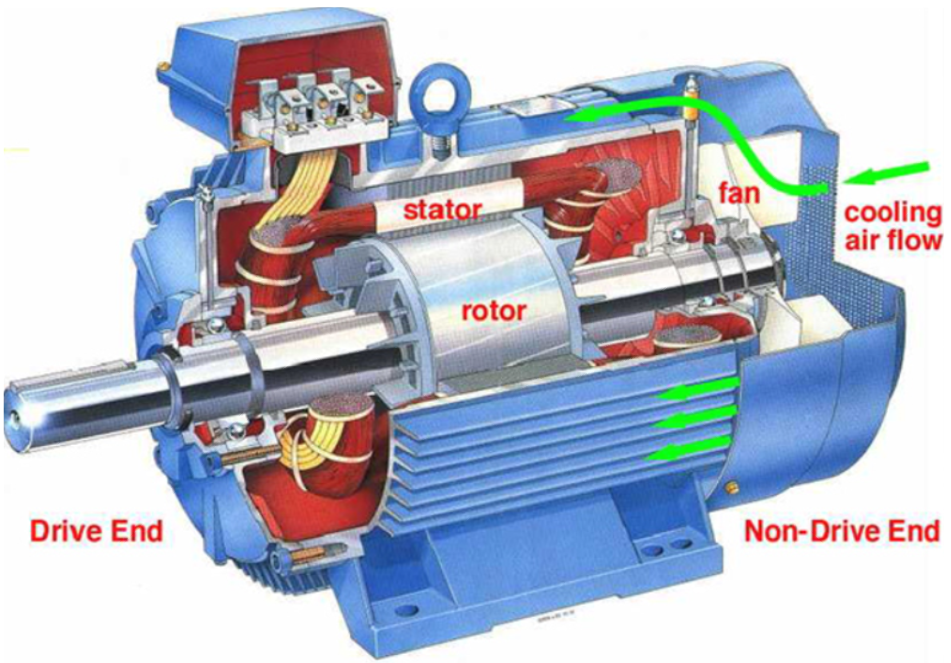 stator
fan
cooling
air flow
rotor
Drive End
Non-Drive End